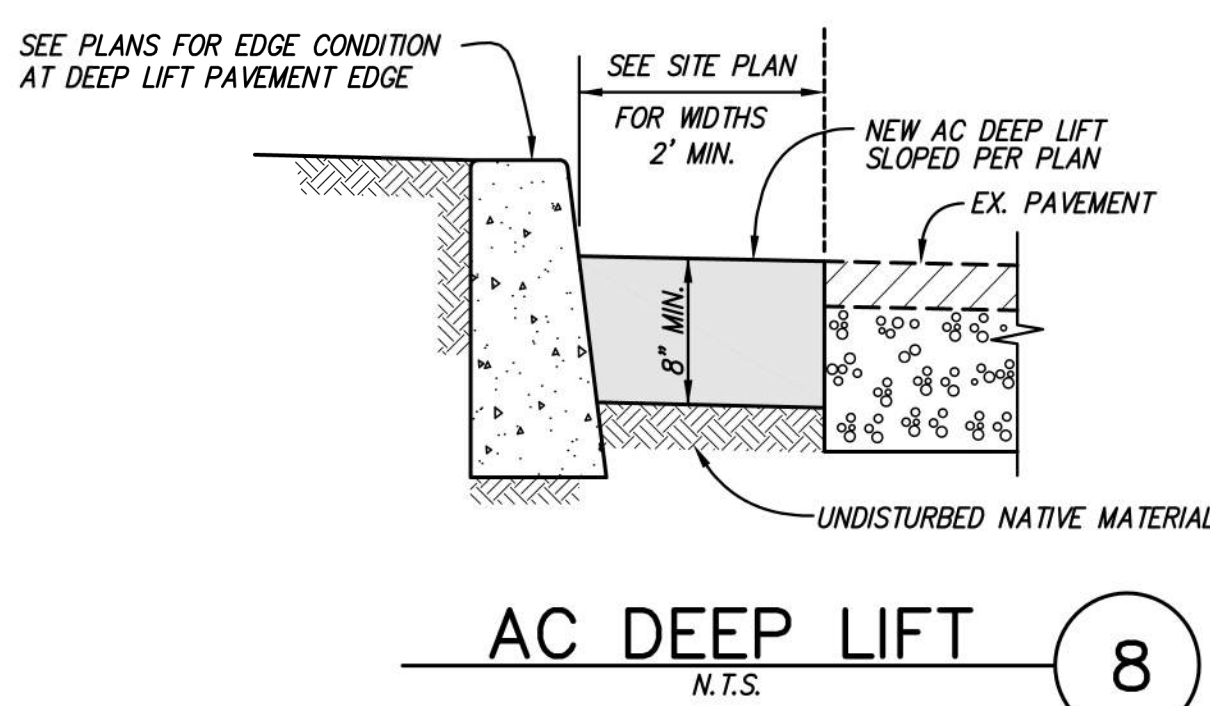 SEE PLANS FOR EDGE CONDITION
AT DEEP LIFT PAVEMENT EDGE
SEE SITE PLAN
FOR WIDTHS
2' MIN.
NEW AC DEEP LIFT
SLOPED PER PLAN
EX. PAVEMENT
8" MIN.
UNDISTURBED NATIVE MATERIAL
AC DEEP LIFT
N.T.S.
8